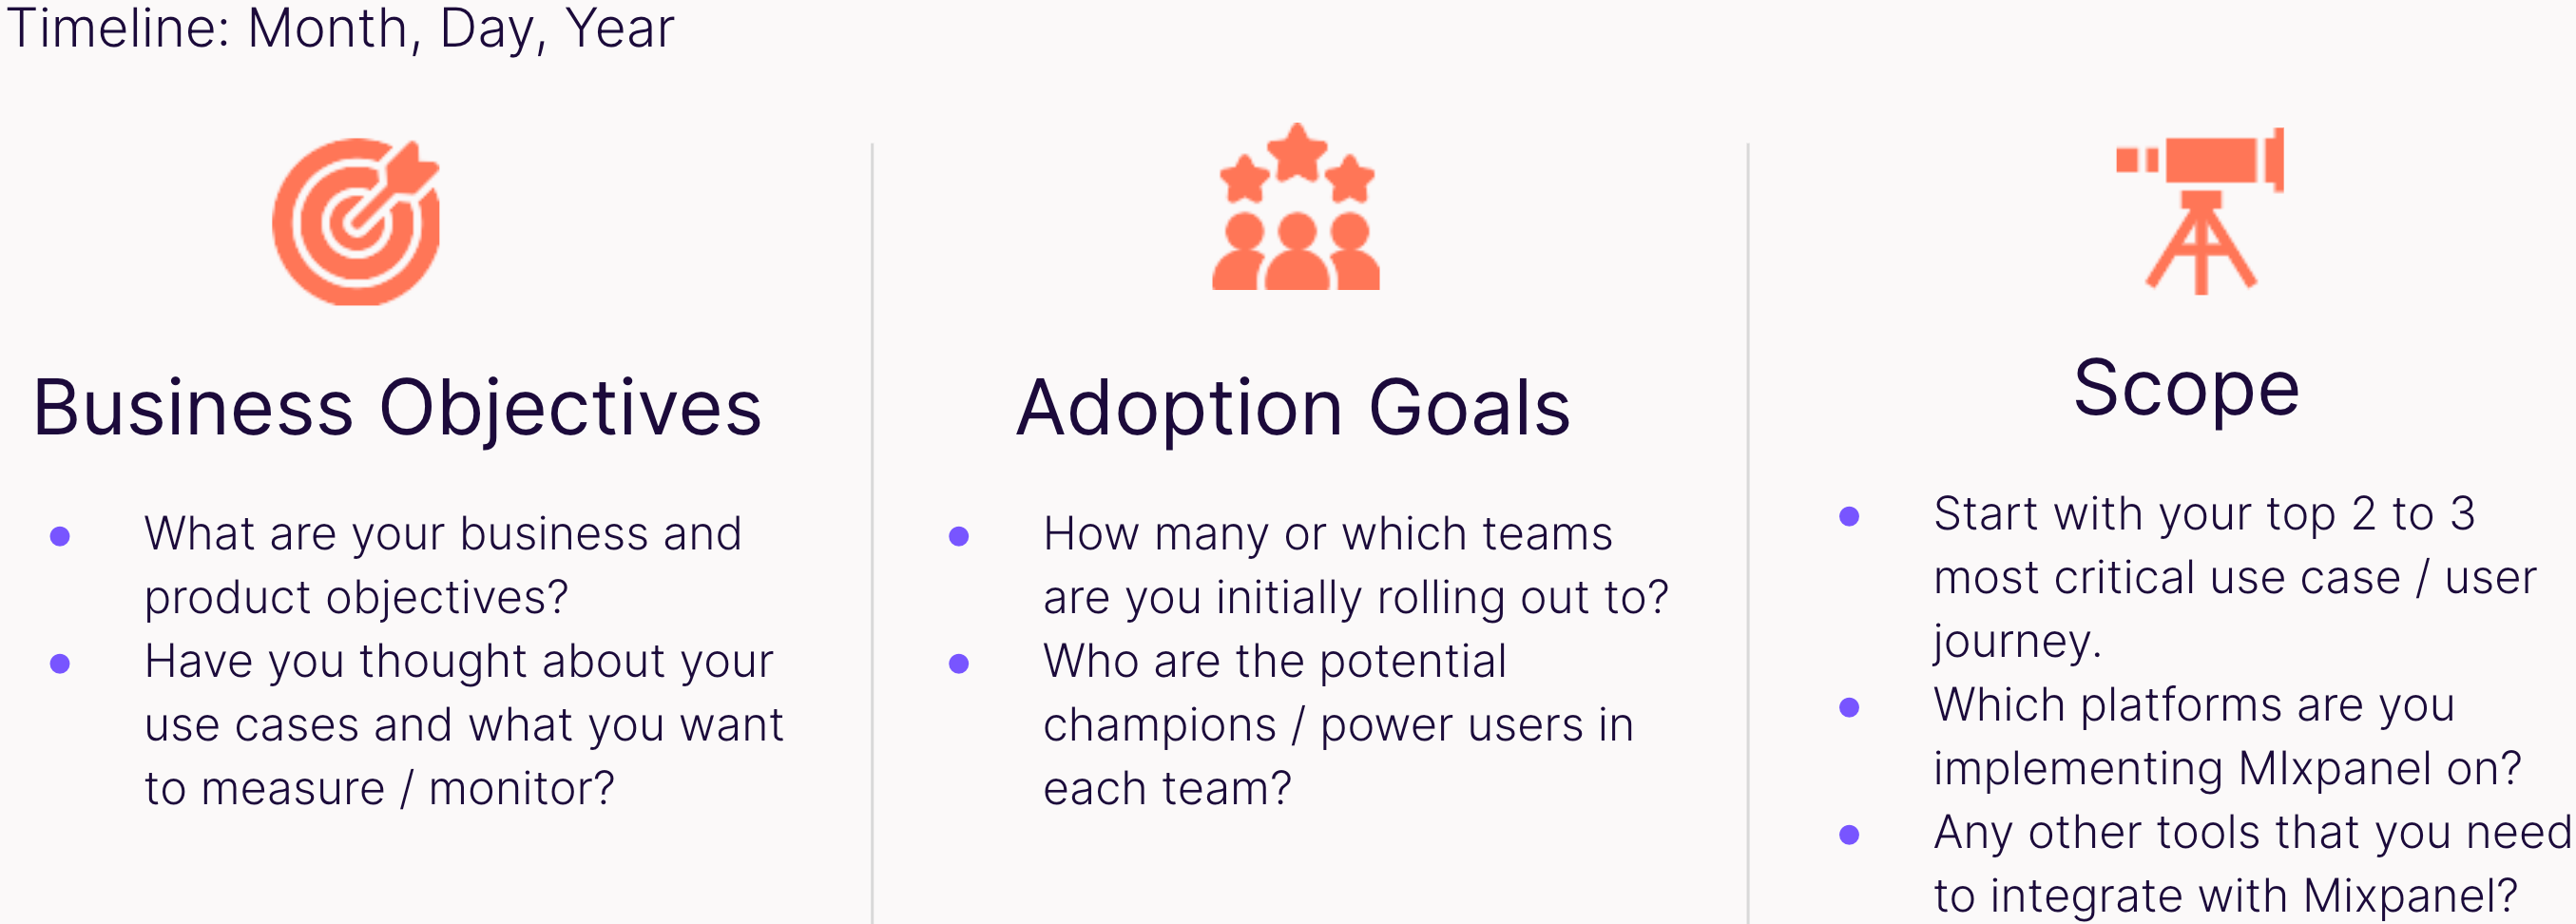 Timeline: Month, Day, Year
Business Objectives
What are your business and
product objectives?
Have you thought about your
use cases and what you want
to measure / monitor?
Adoption Goals
How many or which teams
are you initially rolling out to?
Who are the potential
champions / power users in
each team?
Scope
Start with your top 2 to 3
most critical use case / user
journey.
Which platforms are you
implementing MIxpanel on?
Any other tools that you need
to integrate with Mixpanel?